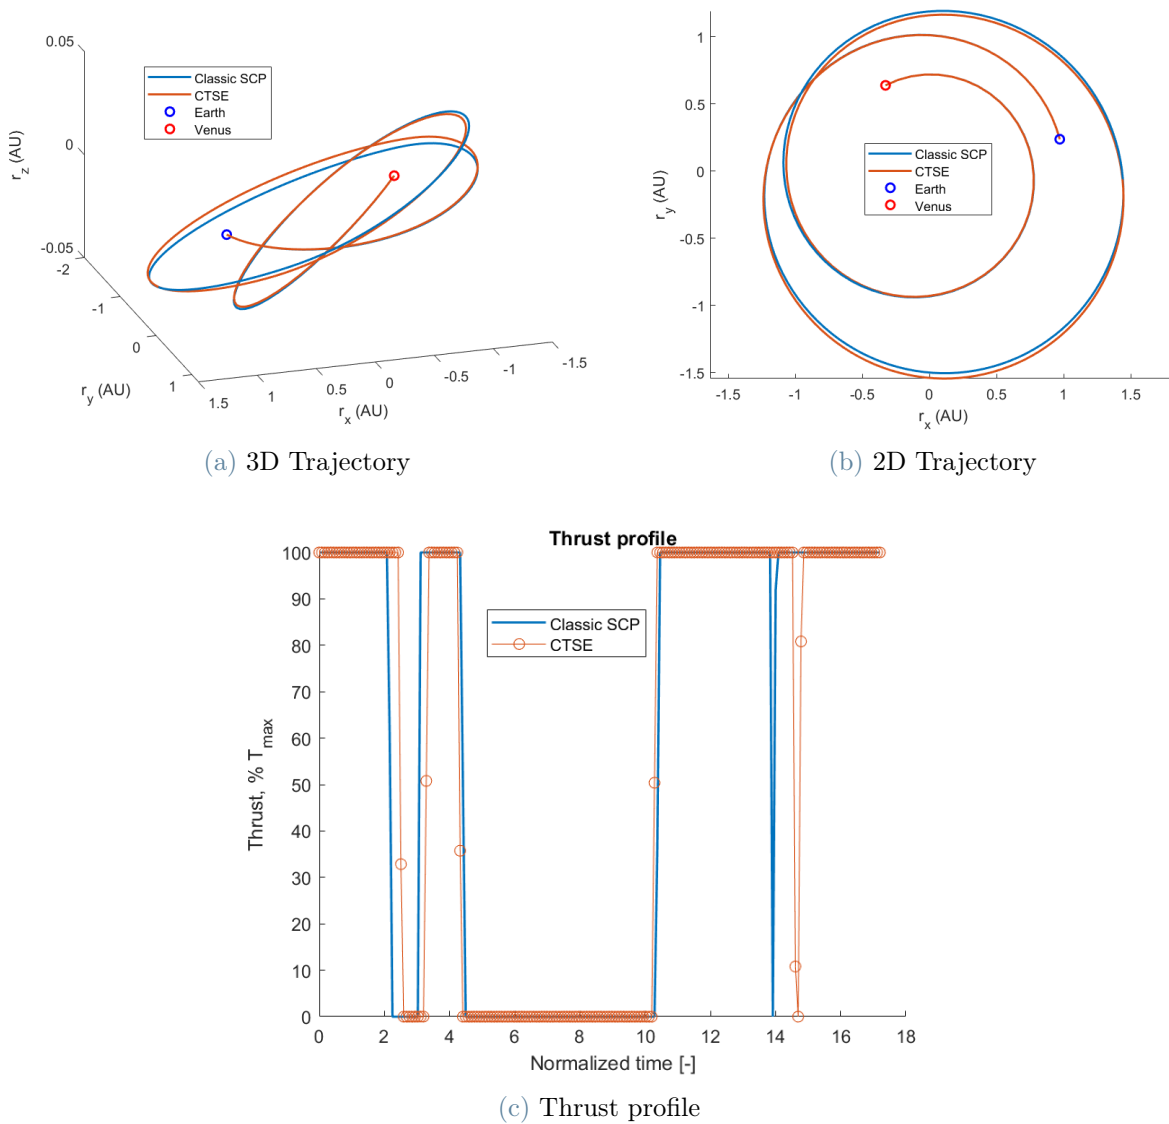 0.05
0
-0.05
r_z (AU)
Classic SCP
CTSE
Earth
Venus
-2
-1
0
1
r_y (AU)
1.5
1
0.5
0
-0.5
-1
-1.5
r_x (AU)
(a) 3D Trajectory
1
0.5
0
-0.5
-1
-1.5
r_y (AU)
Classic SCP
CTSE
Earth
Venus
-1.5
-1
-0.5
0
0.5
1
1.5
r_x (AU)
(b) 2D Trajectory
Thrust profile
100
90
80
70
60
50
40
30
20
10
0
Thrust, % T_max
Classic SCP
CTSE
0
2
4
6
8
10
12
14
16
18
Normalized time [-]
(c) Thrust profile